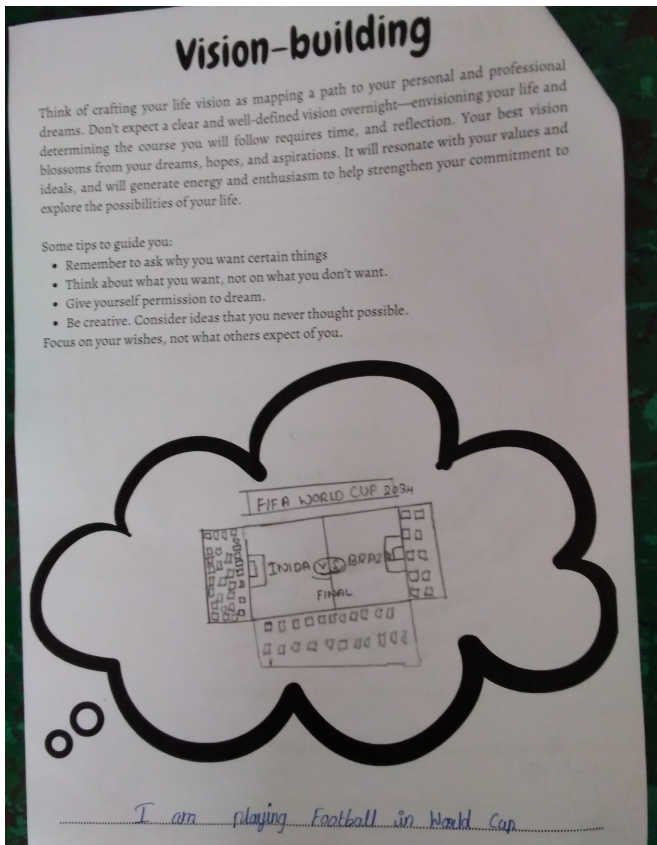 Vision-building
Think of crafting your life vision as mapping a path to your personal and professional
dreams. Don't expect a clear and well-defined vision overnight—envisioning your life and
determining the course you will follow requires time, and reflection. Your best vision
blossoms from your dreams, hopes, and aspirations. It will resonate with your values and
ideals, and will generate energy and enthusiasm to help strengthen your commitment to
explore the possibilities of your life.
Some tips to guide you:
• Remember to ask why you want certain things
• Think about what you want, not on what you don't want.
• Give yourself permission to dream.
• Be creative. Consider ideas that you never thought possible.
Focus on your wishes, not what others expect of you.
FIFA WORLD CUP 2034
INIDA VS BRAZIL
FINAL
I am playing Football in World Cup